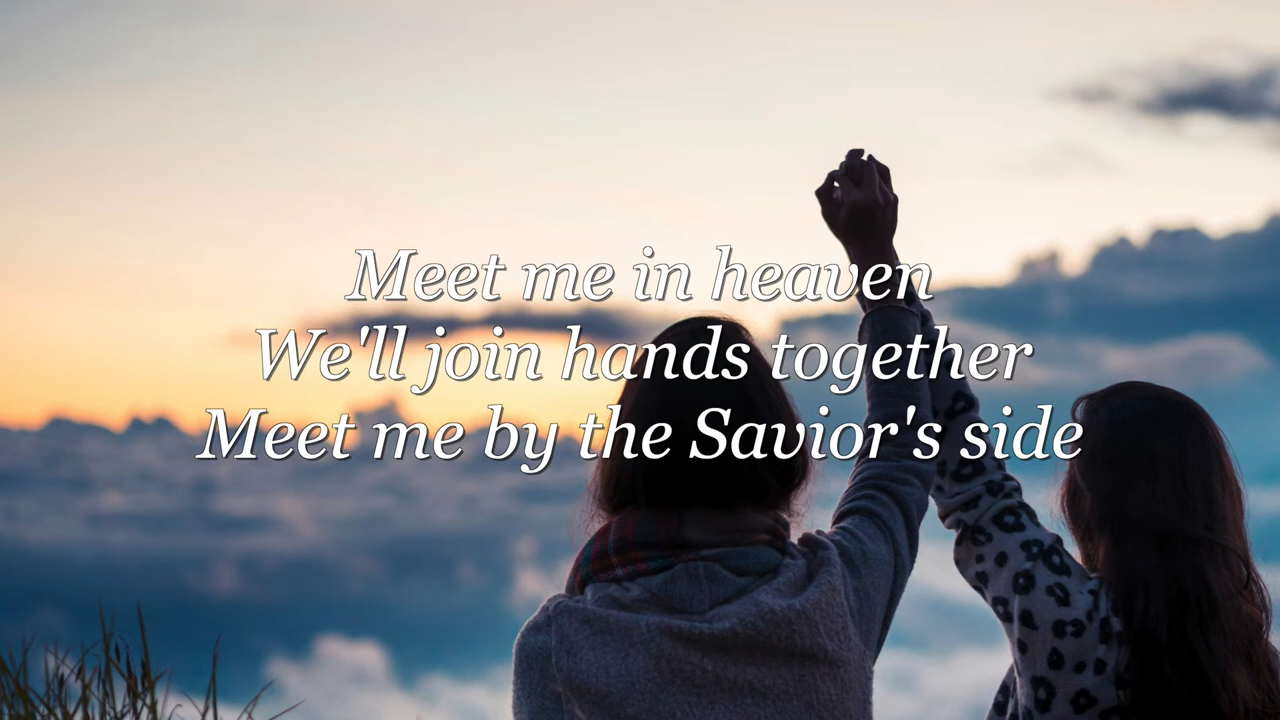 Meet me in heaven
We'll join hands together
Meet me by the Savior's side